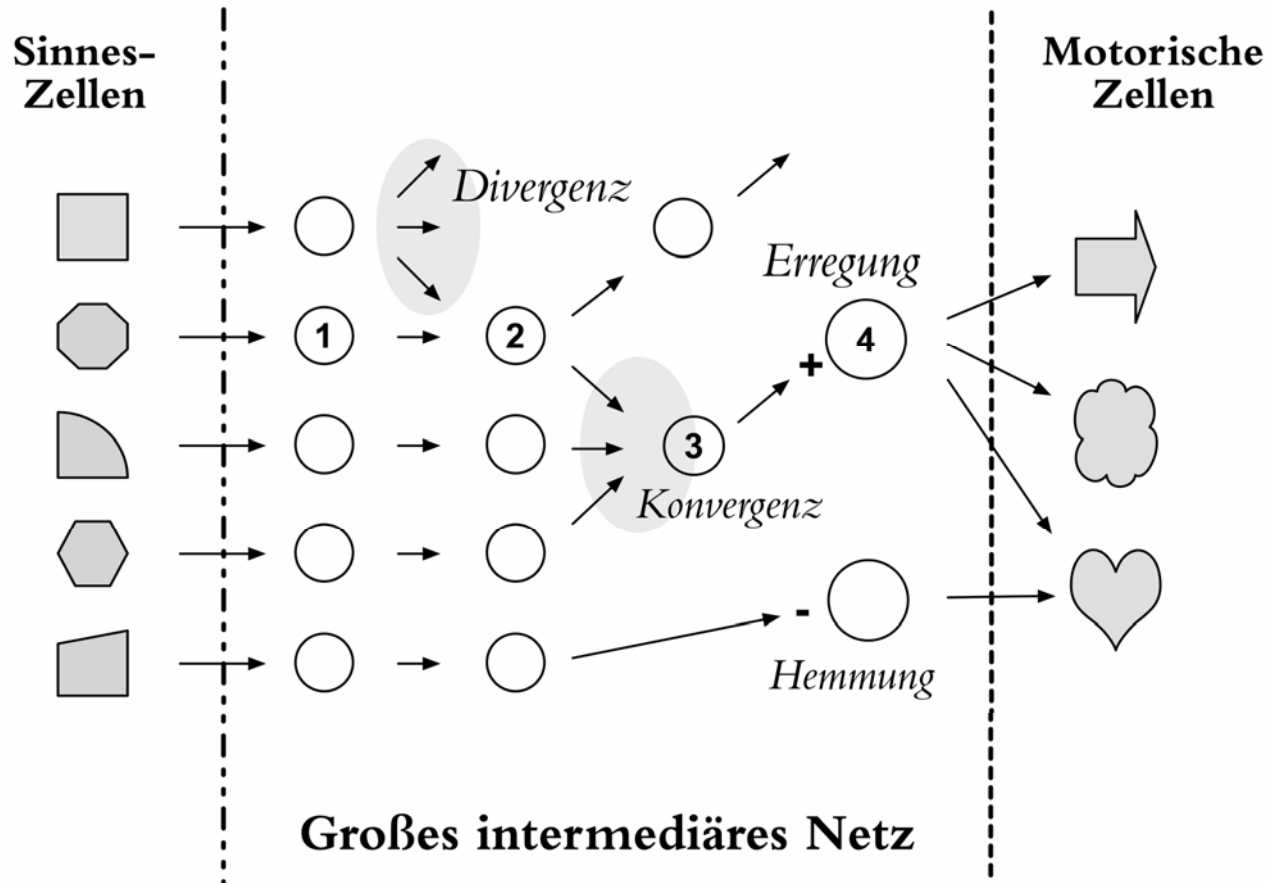 Sinnes-
Zellen
Motorische
Zellen
Divergenz
Erregung
1
2
+
4
3
Konvergenz
-
Hemmung
Großes intermediäres Netz